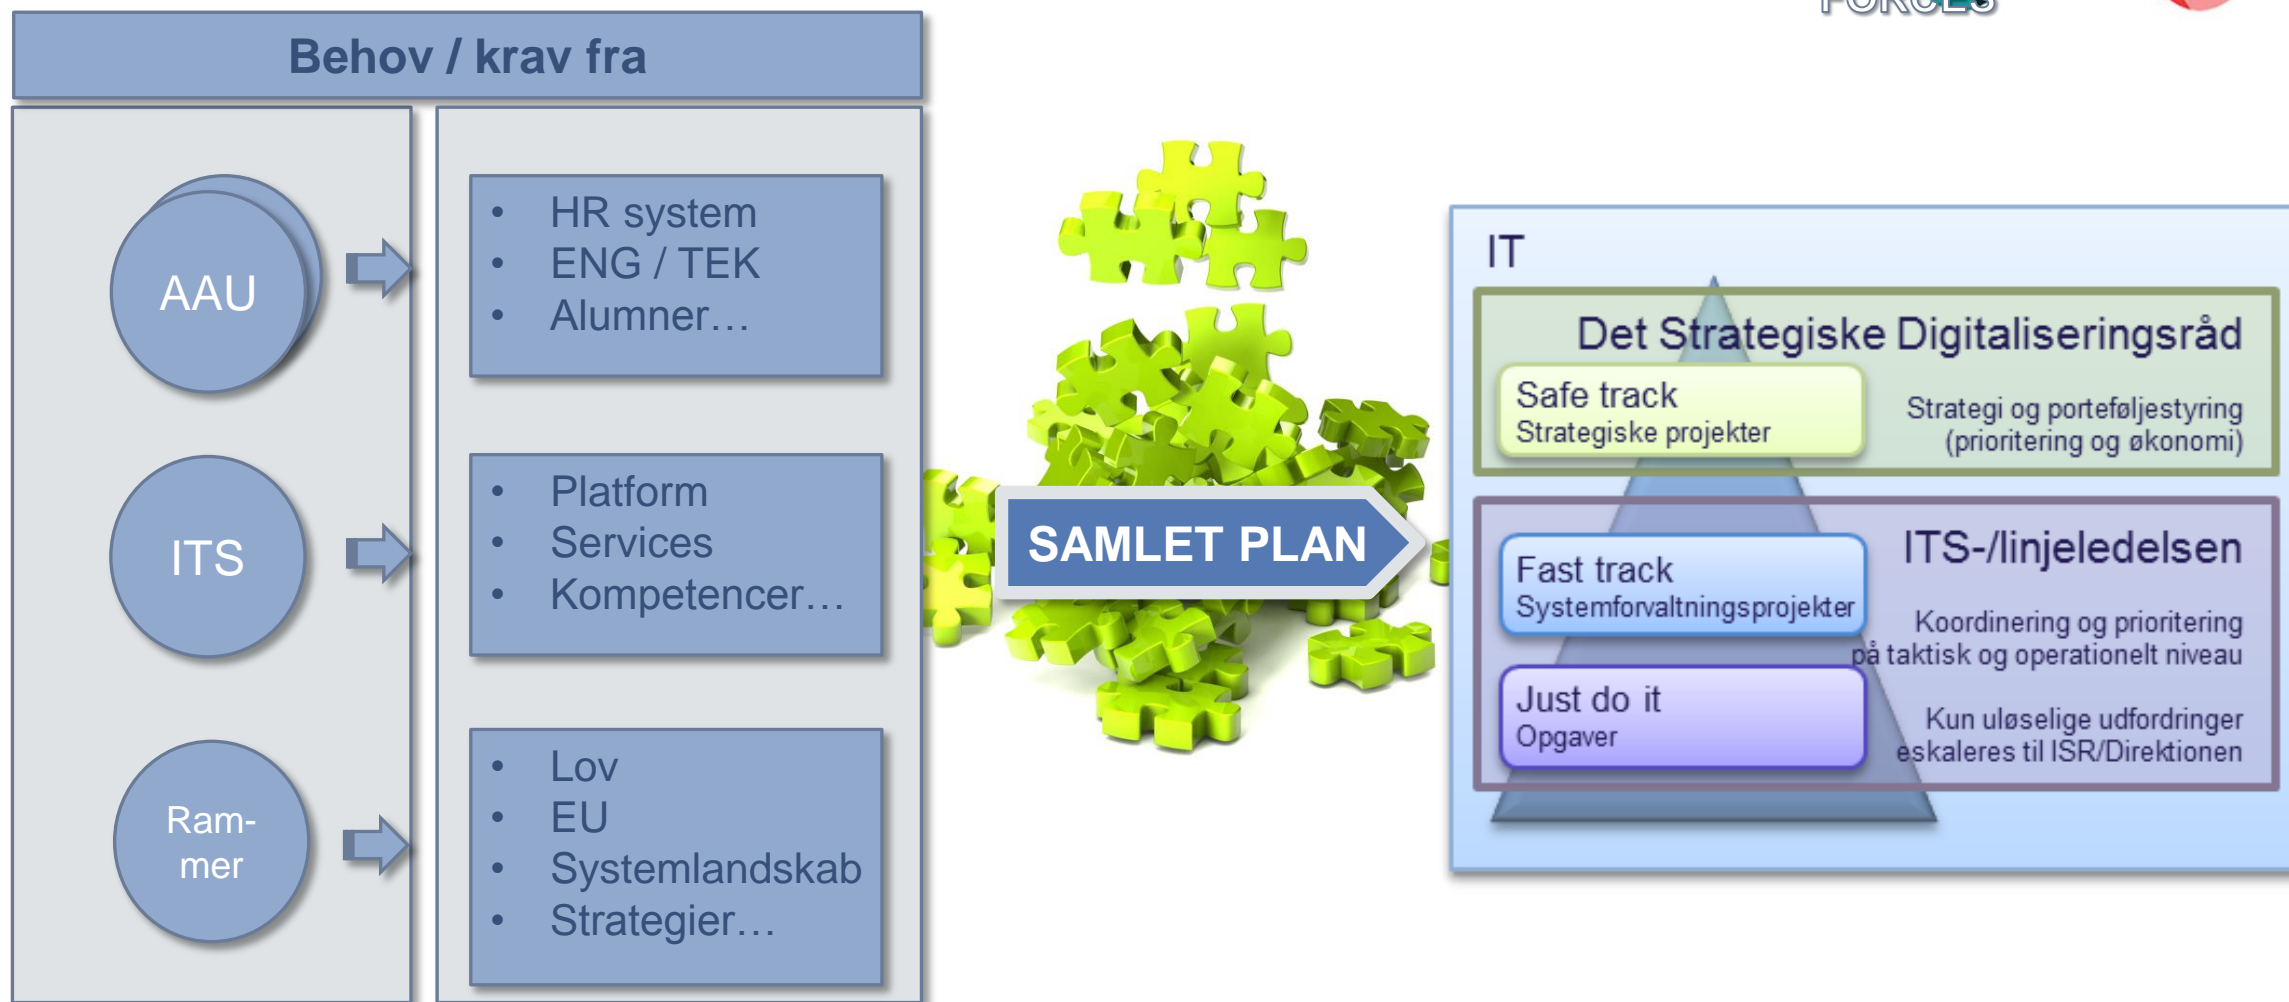 FORCES
Behov / krav fra
AAU
• HR system
• ENG / TEK
• Alumner…
ITS
• Platform
• Services
• Kompetencer…
Ram-
mer
• Lov
• EU
• Systemlandskab
• Strategier…
SAMLET PLAN
IT
Det Strategiske Digitaliseringsråd
Safe track
Strategiske projekter
Strategi og porteføljestyring
(prioritering og økonomi)
ITS-/linjeledelsen
Fast track
Systemforvaltningsprojekter
Koordinering og prioritering
på taktisk og operationelt niveau
Just do it
Opgaver
Kun uløselige udfordringer
eskaleres til ISR/Direktionen